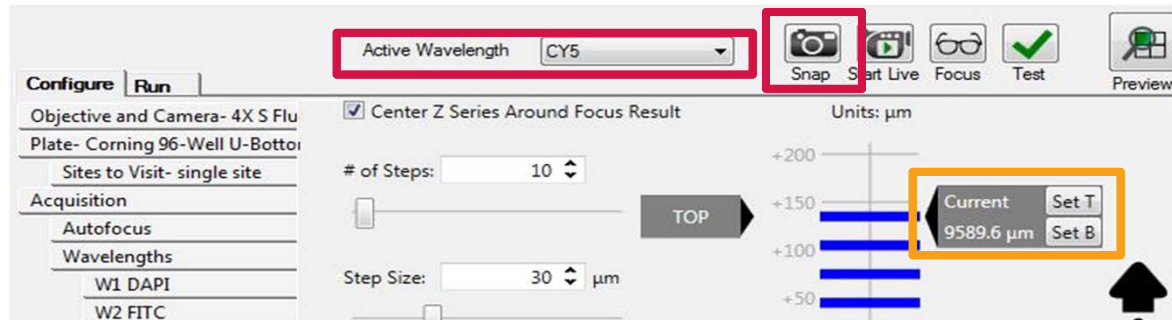 Active Wavelength CY5
Snap Start Live Focus Test Preview
Configure Run
Objective and Camera- 4X S Flu
Plate- Corning 96-Well U-Bottor
Sites to Visit- single site
Acquisition
Autofocus
Wavelengths
W1 DAPI
W2 FITC
Center Z Series Around Focus Result
Units: µm
# of Steps: 10
TOP
Step Size: 30 µm
+200
+150
+100
+50
Current Set T
9589.6 µm Set B